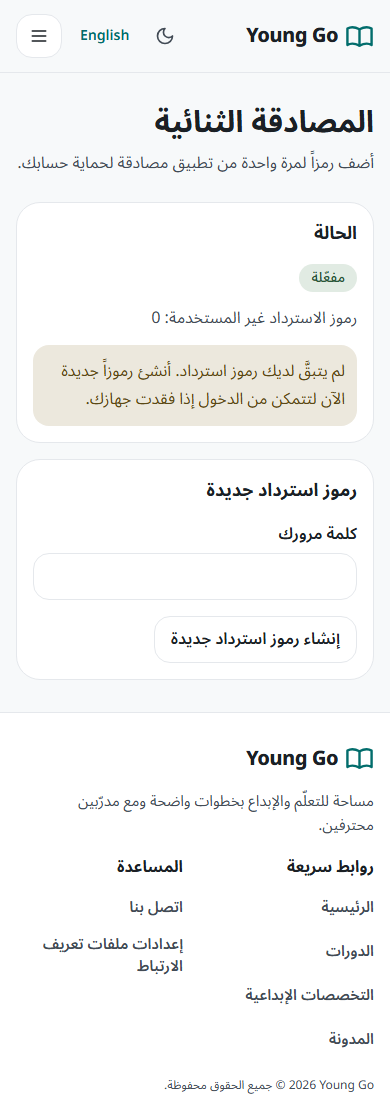 Young Go
English
المصادقة الثنائية
أضف رمزاً لمرة واحدة من تطبيق مصادقة لحماية حسابك.
الحالة
مفعّلة
رموز الاسترداد غير المستخدمة: 0
لم يتبقَّ لديك رموز استرداد. أنشئ رموزاً جديدة
الآن لتتمكن من الدخول إذا فقدت جهازك.
رموز استرداد جديدة
كلمة مرورك
إنشاء رموز استرداد جديدة
Young Go
مساحة للتعلّم والإبداع بخطوات واضحة ومع مدرّبين
محترفين.
روابط سريعة
الرئيسية
الدورات
التخصصات الإبداعية
المدونة
المساعدة
اتصل بنا
إعدادات ملفات تعريف
الارتباط
Young Go © 2026 جميع الحقوق محفوظة.